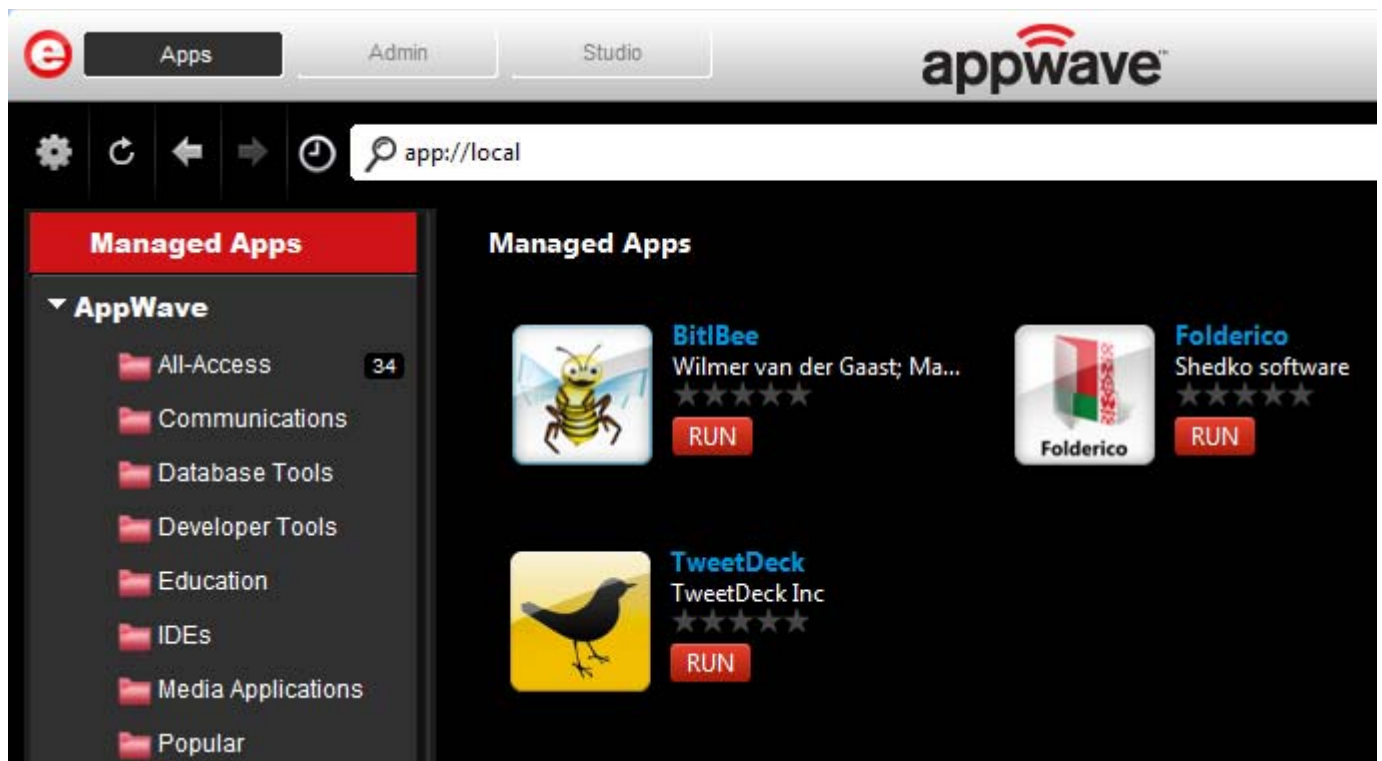 e
Apps
Admin
Studio
appwave™
app://local
Managed Apps
AppWave
All-Access 34
Communications
Database Tools
Developer Tools
Education
IDEs
Media Applications
Popular
Managed Apps
BitlBee
Wilmer van der Gaast; Ma...
RUN
Folderico
Folderico
Shedko software
RUN
TweetDeck
TweetDeck Inc
RUN